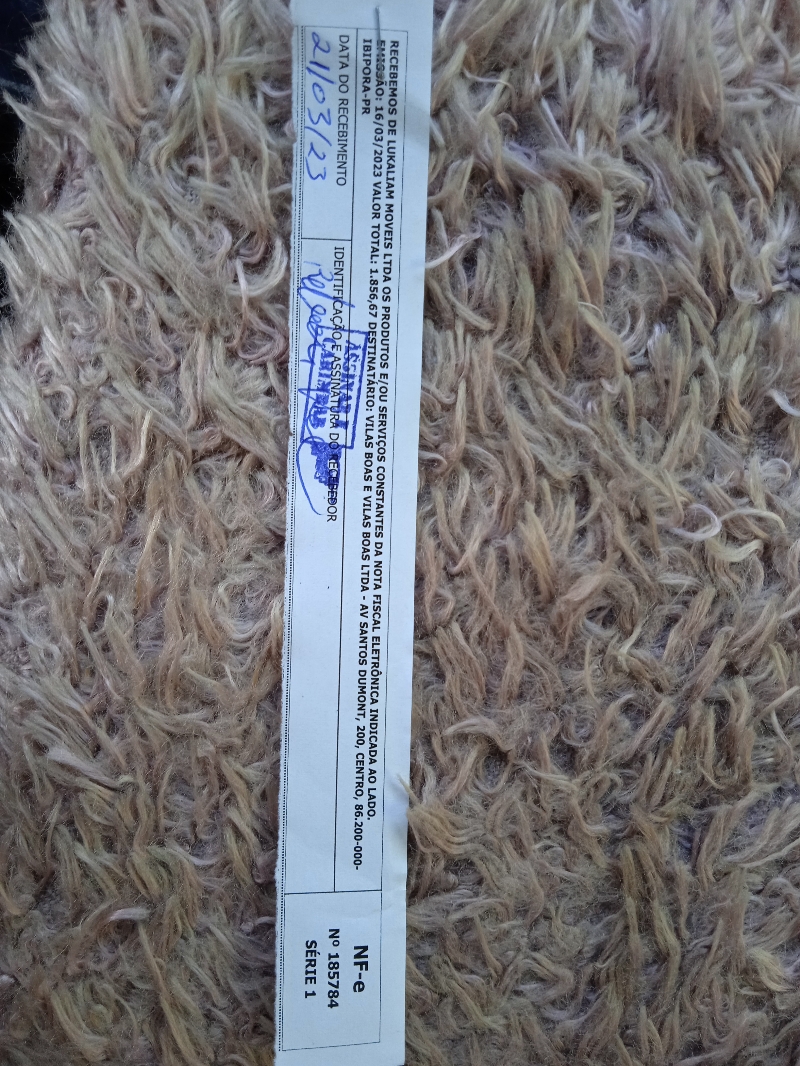 RECEBEMOS DE LUKALIAM MOVEIS LTDA OS PRODUTOS E/OU SERVIÇOS CONSTANTES DA NOTA FISCAL ELETRÔNICA INDICADA AO LADO.
EMISSÃO: 16/03/2023 VALOR TOTAL: 1.856,67 DESTINATÁRIO: VILAS BOAS E VILAS BOAS LTDA - AV SANTOS DUMONT, 200, CENTRO, 86.200-000-
IBIPORA-PR
DATA DO RECEBIMENTO
21/03/23
IDENTIFICAÇÃO E ASSINATURA DO RECEBEDOR
NF-e
Nº 185784
SÉRIE 1